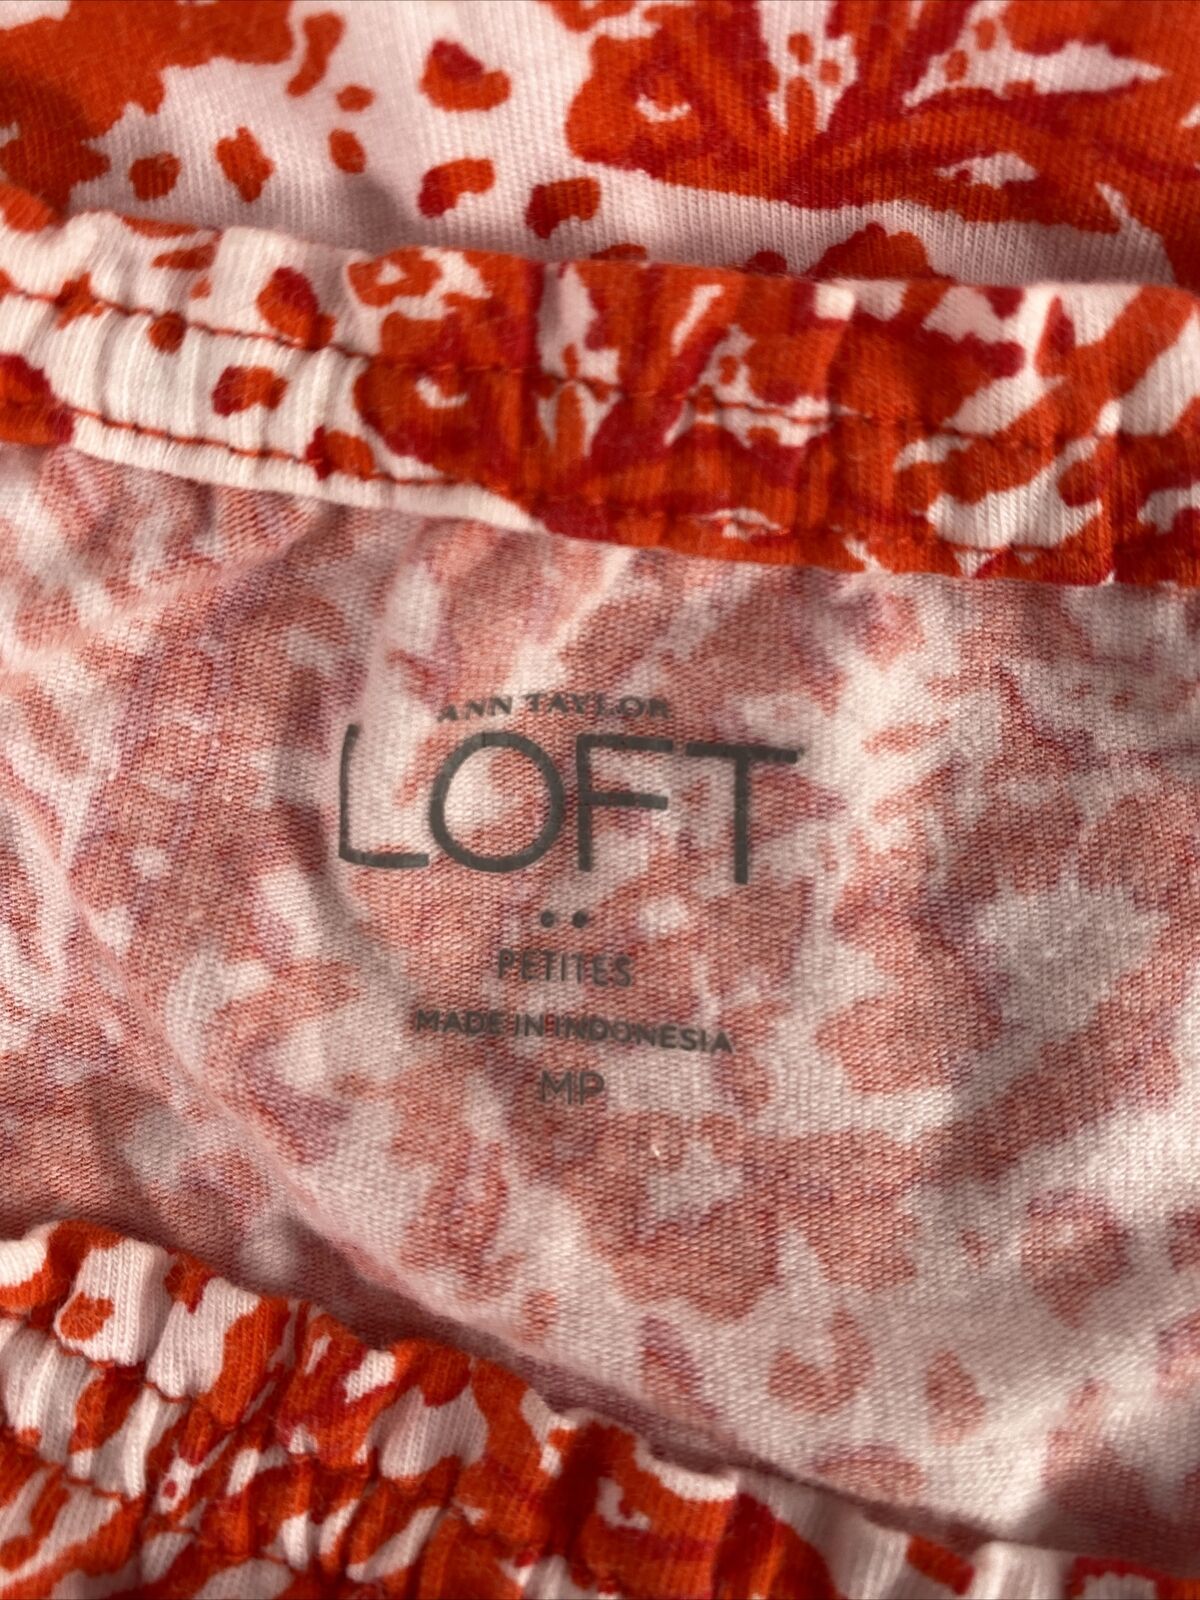 ANN TAYLOR
LOFT
PETITES
MADE IN INDONESIA
MP